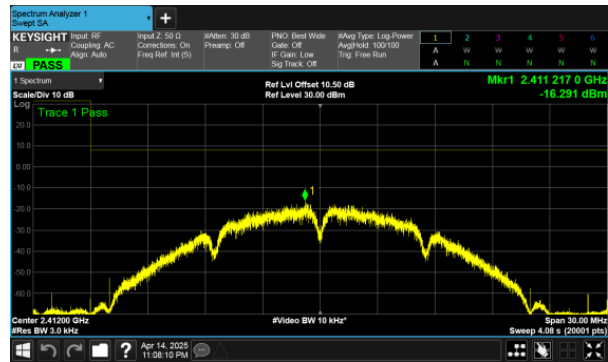 Spectrum Analyzer 1
Swept SA
+
KEYSIGHT Input: RF Input Z: 50 Ω #Atten: 30 dB PNO: Best Wide #Avg Type: Log-Power 1 2 3 4 5 6
R Coupling: AC Corrections: On Preamp: Off Gate: Off Avg|Hold: 100/100 A W W W W W
Align: Auto Freq Ref: Int (S) IF Gain: Low Trig: Free Run
Sig Track: Off A N N N N N
PASS
1 Spectrum Ref Lvl Offset 10.50 dB Mkr1 2.411 217 0 GHz
Scale/Div 10 dB Ref Level 30.00 dBm -16.291 dBm
Log
Trace 1 Pass
20.0
10.0
0.00
-10.0
1
-20.0
-30.0
-40.0
-50.0
-60.0
Center 2.41200 GHz #Video BW 10 kHz* Span 30.00 MHz
#Res BW 3.0 kHz Sweep 4.08 s (20001 pts)
? Apr 14, 2025
11:08:10 PM